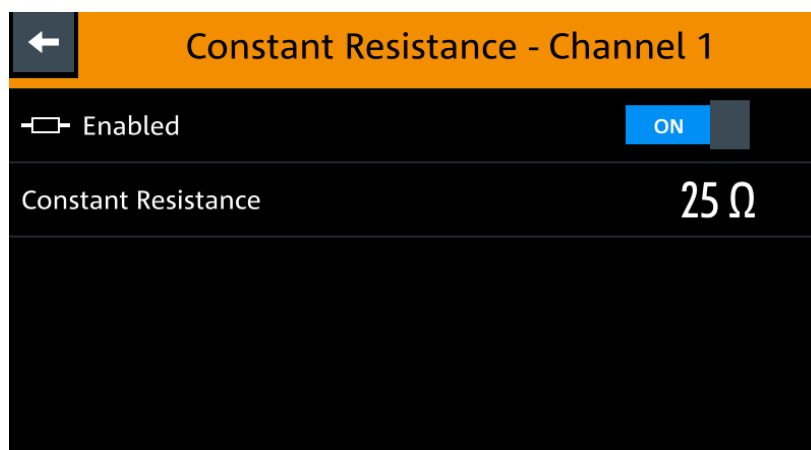 Constant Resistance - Channel 1
Enabled
ON
Constant Resistance
25 Ω